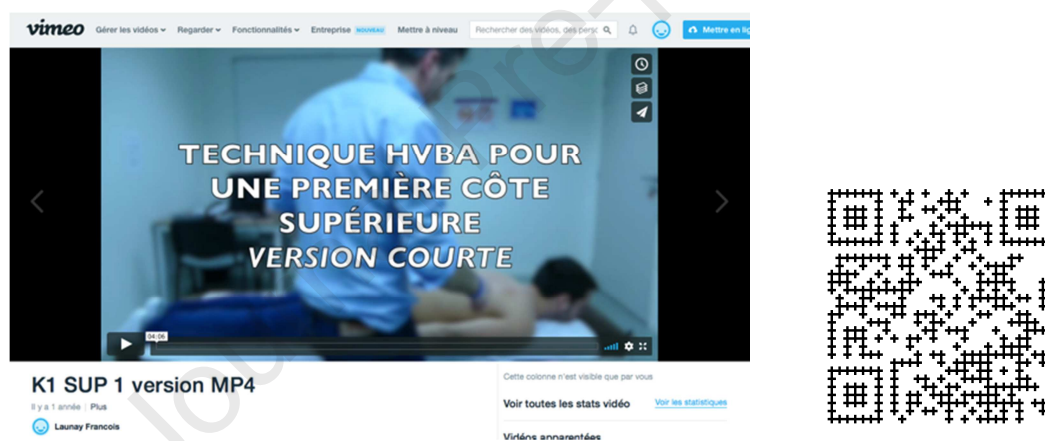 vimeo Gérer les vidéos Regarder Fonctionnalités Entreprise NOUVEAU Mettre à niveau Rechercher des vidéos, des persc Mettre en lig
TECHNIQUE HVBA POUR
UNE PREMIÈRE CÔTE
SUPÉRIEURE
VERSION COURTE
04:06
K1 SUP 1 version MP4
Il y a 1 année | Plus
Launay Francois
Cette colonne n'est visible que par vous
Voir toutes les stats vidéo Voir les statistiques
Vidéos apparentées